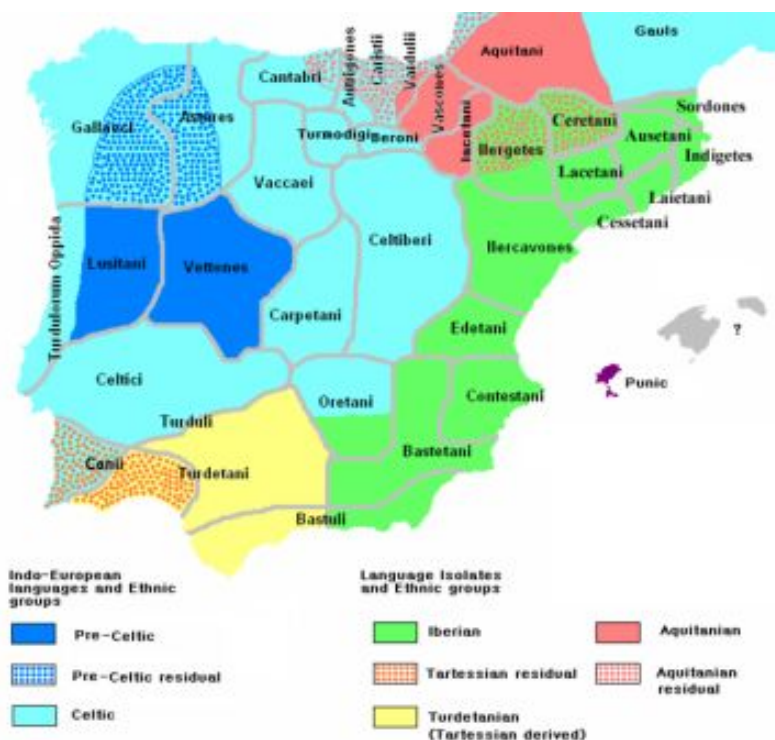 Gauls
Aquitani
Cantabri
Autrigones
Caristii
Vardulii
Vascones
Iacetani
Gallaeci
Astures
Turmodigi
Beroni
Ilergetes
Ceretani
Sordones
Ausetani
Indigetes
Lacetani
Laietani
Cessetani
Vaccaei
Celtiberi
Ilercavones
Turdulorum Oppida
Lusitani
Vettones
Carpetani
Edetani
?
Punic
Celtici
Oretani
Contestani
Turduli
Bastetani
Conii
Turdetani
Bastuli
Indo-European
languages and Ethnic
groups
Pre-Celtic
Pre-Celtic residual
Celtic
Language Isolates
and Ethnic groups
Iberian
Tartessian residual
Turdetanian
(Tartessian derived)
Aquitanian
Aquitanian
residual